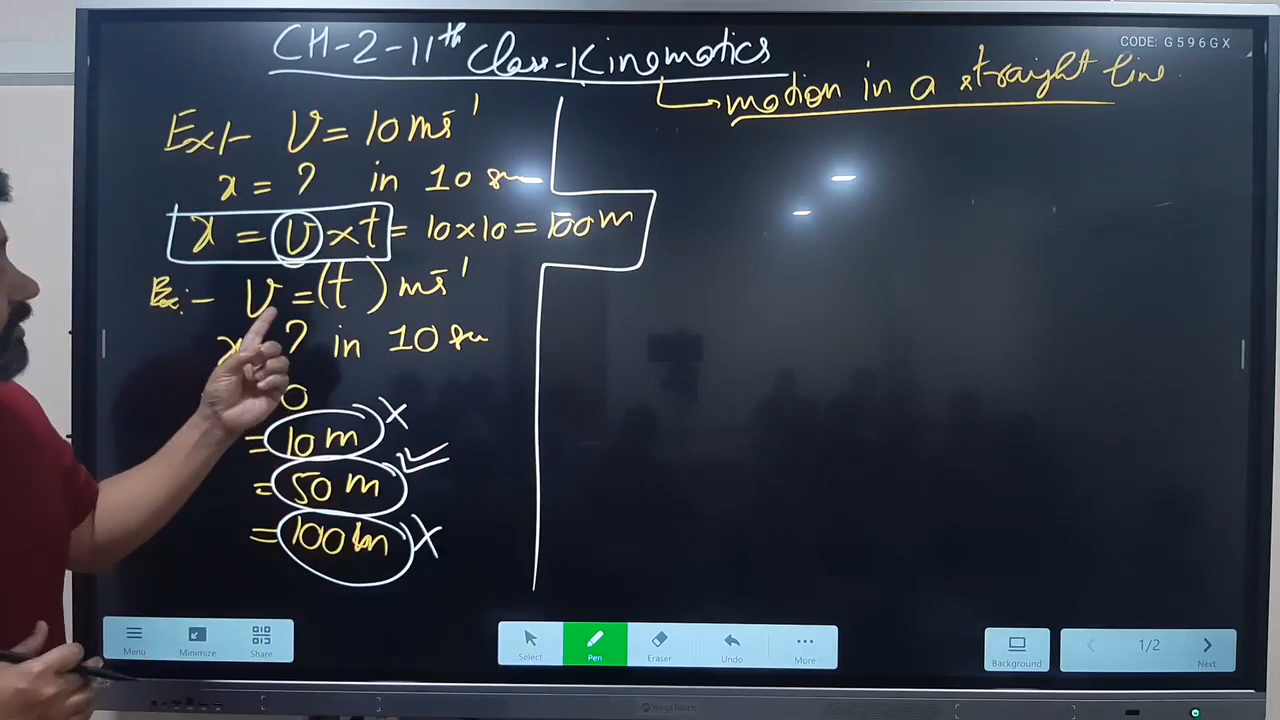 CH-2-11th Class-Kinematics
CODE: G596GX
motion in a straight line
Ex:- v = 10 ms⁻¹
x = ? in 10 sec
x = v × t = 10×10 = 100 m
Ex:- v = (t) ms⁻¹
x ? in 10 sec
0
= 10 m ×
= 50 m ✓
= 100 km ×
Menu
Minimize
Share
Select
Pen
Eraser
Undo
More
Background
1/2
Next
WegaTouch